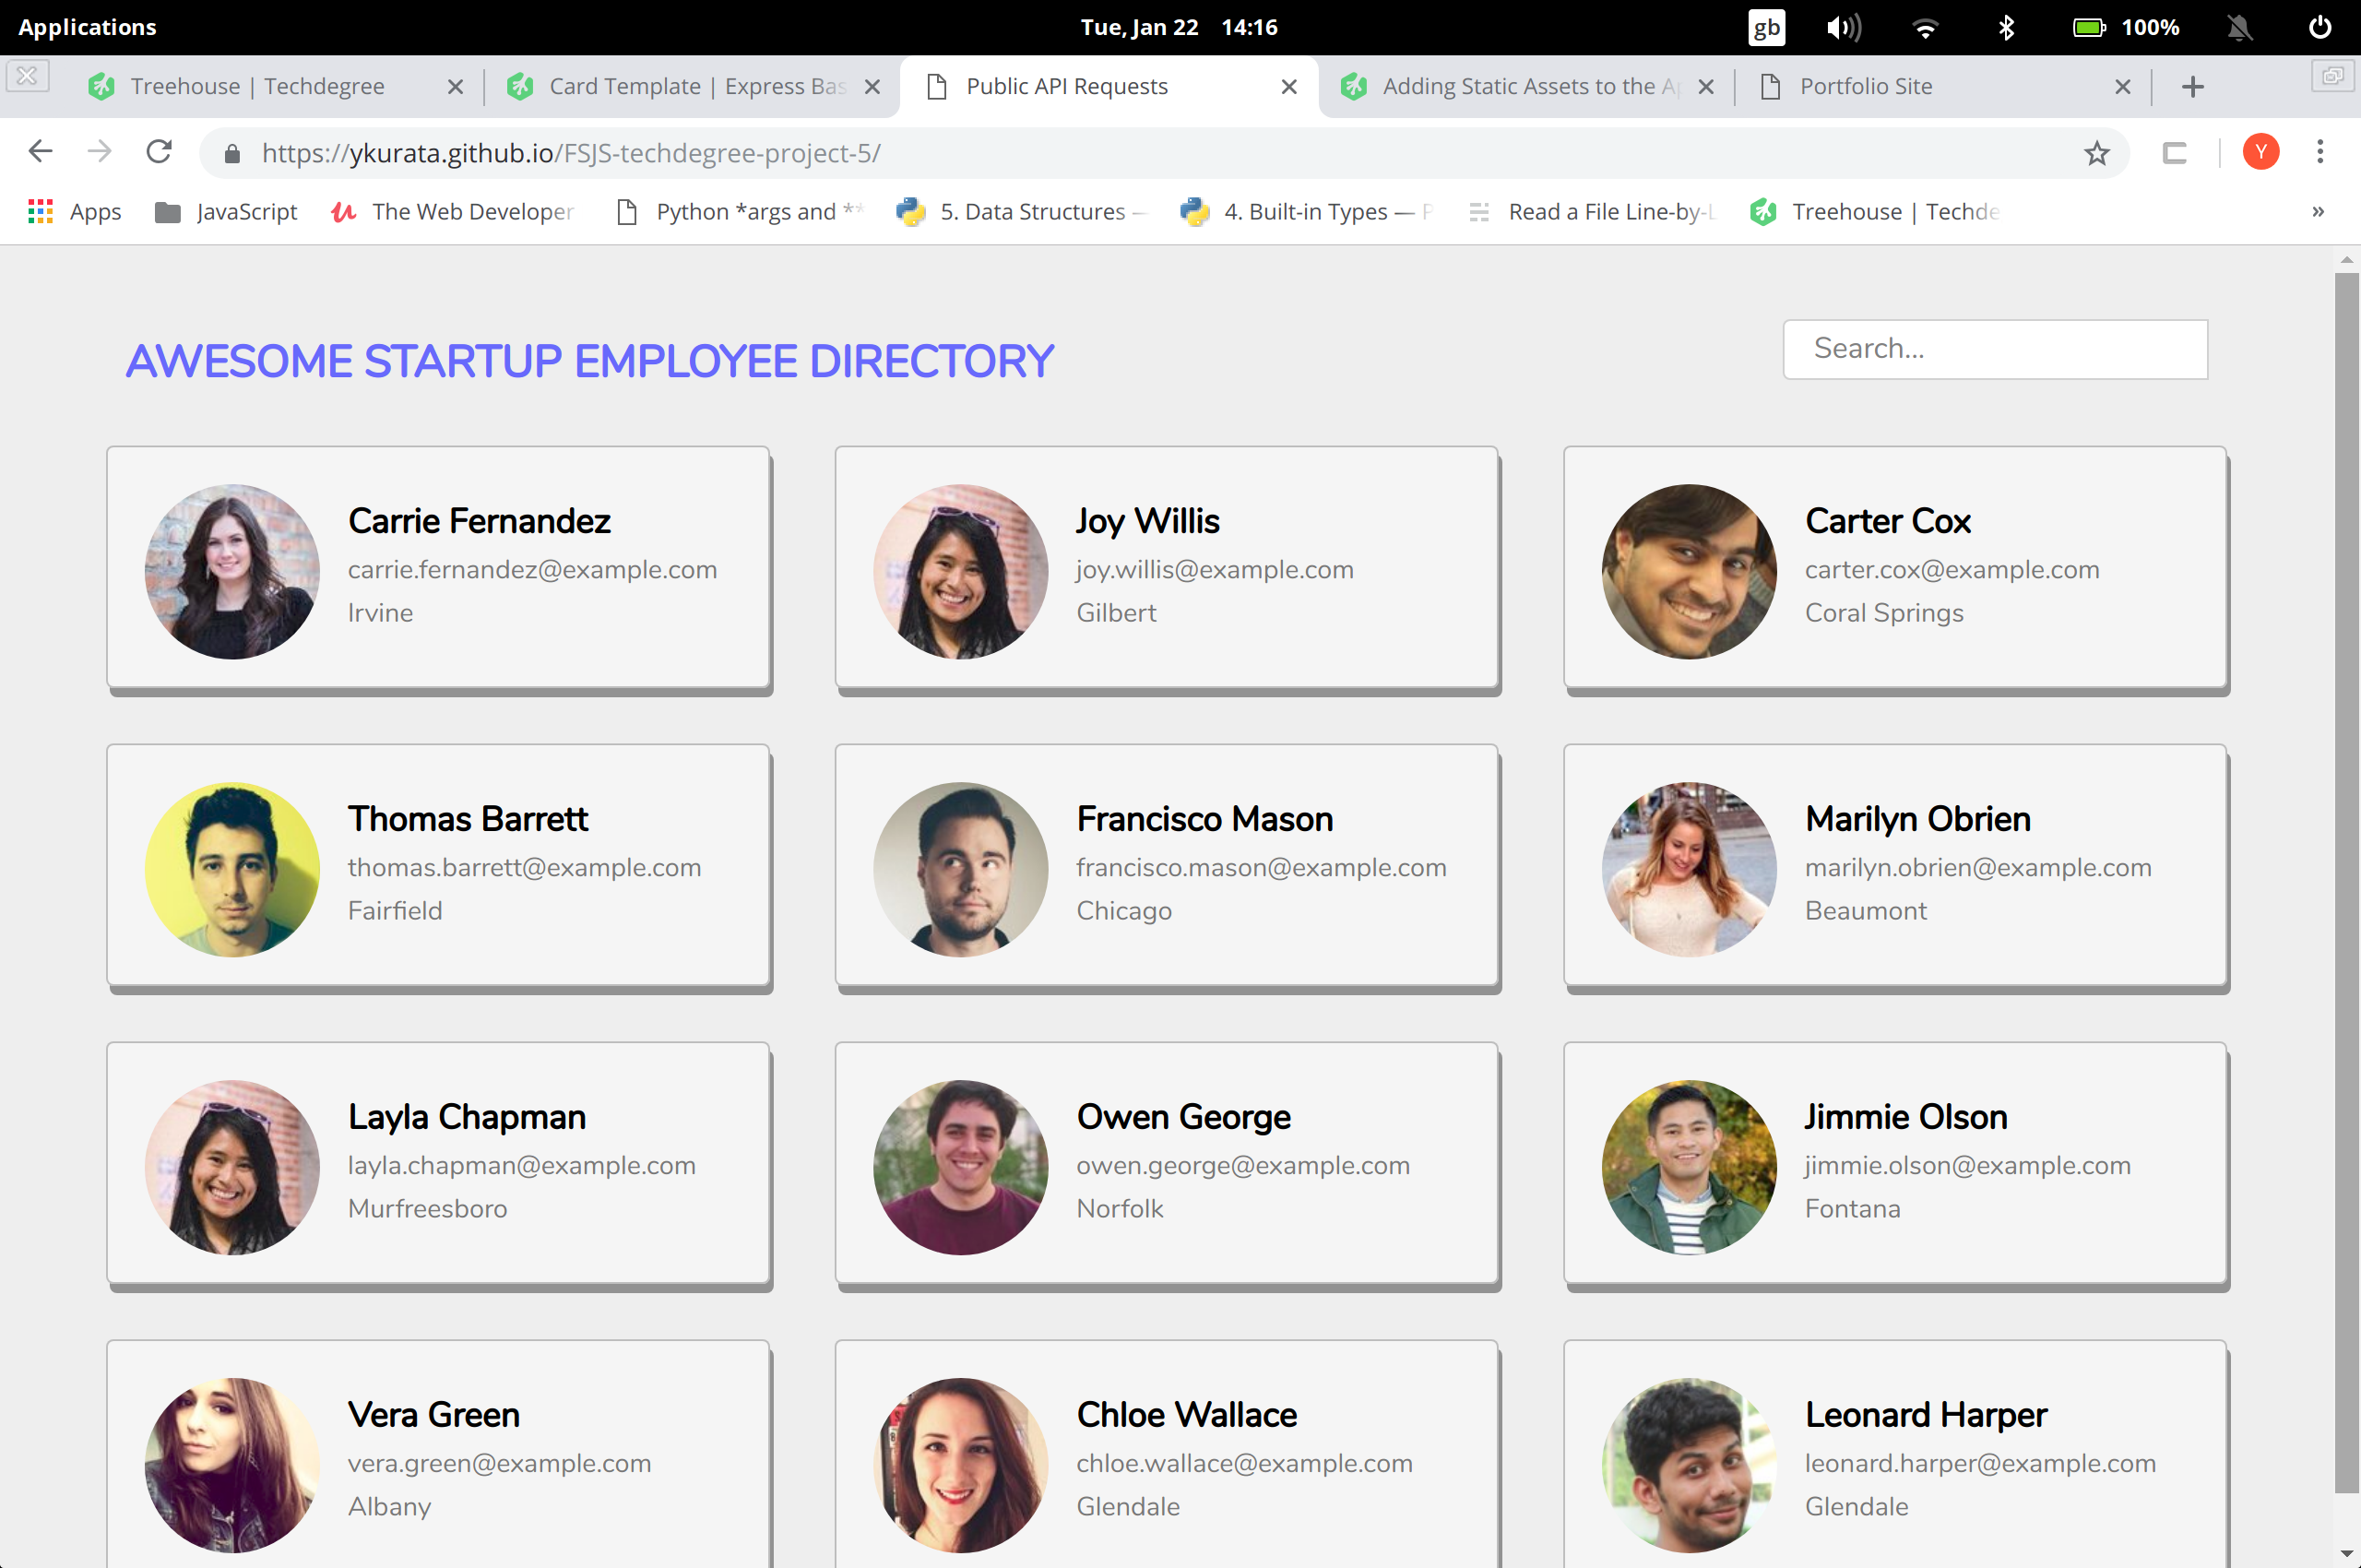 Applications
Tue, Jan 22 14:16
gb
100%
Treehouse | Techdegree
Card Template | Express Bas
Public API Requests
Adding Static Assets to the Ap
Portfolio Site
https://ykurata.github.io/FSJS-techdegree-project-5/
Y
Apps
JavaScript
The Web Developer
Python *args and **
5. Data Structures —
4. Built-in Types — P
Read a File Line-by-L
Treehouse | Techde
»
AWESOME STARTUP EMPLOYEE DIRECTORY
Search...
Carrie Fernandez
carrie.fernandez@example.com
Irvine
Joy Willis
joy.willis@example.com
Gilbert
Carter Cox
carter.cox@example.com
Coral Springs
Thomas Barrett
thomas.barrett@example.com
Fairfield
Francisco Mason
francisco.mason@example.com
Chicago
Marilyn Obrien
marilyn.obrien@example.com
Beaumont
Layla Chapman
layla.chapman@example.com
Murfreesboro
Owen George
owen.george@example.com
Norfolk
Jimmie Olson
jimmie.olson@example.com
Fontana
Vera Green
vera.green@example.com
Albany
Chloe Wallace
chloe.wallace@example.com
Glendale
Leonard Harper
leonard.harper@example.com
Glendale